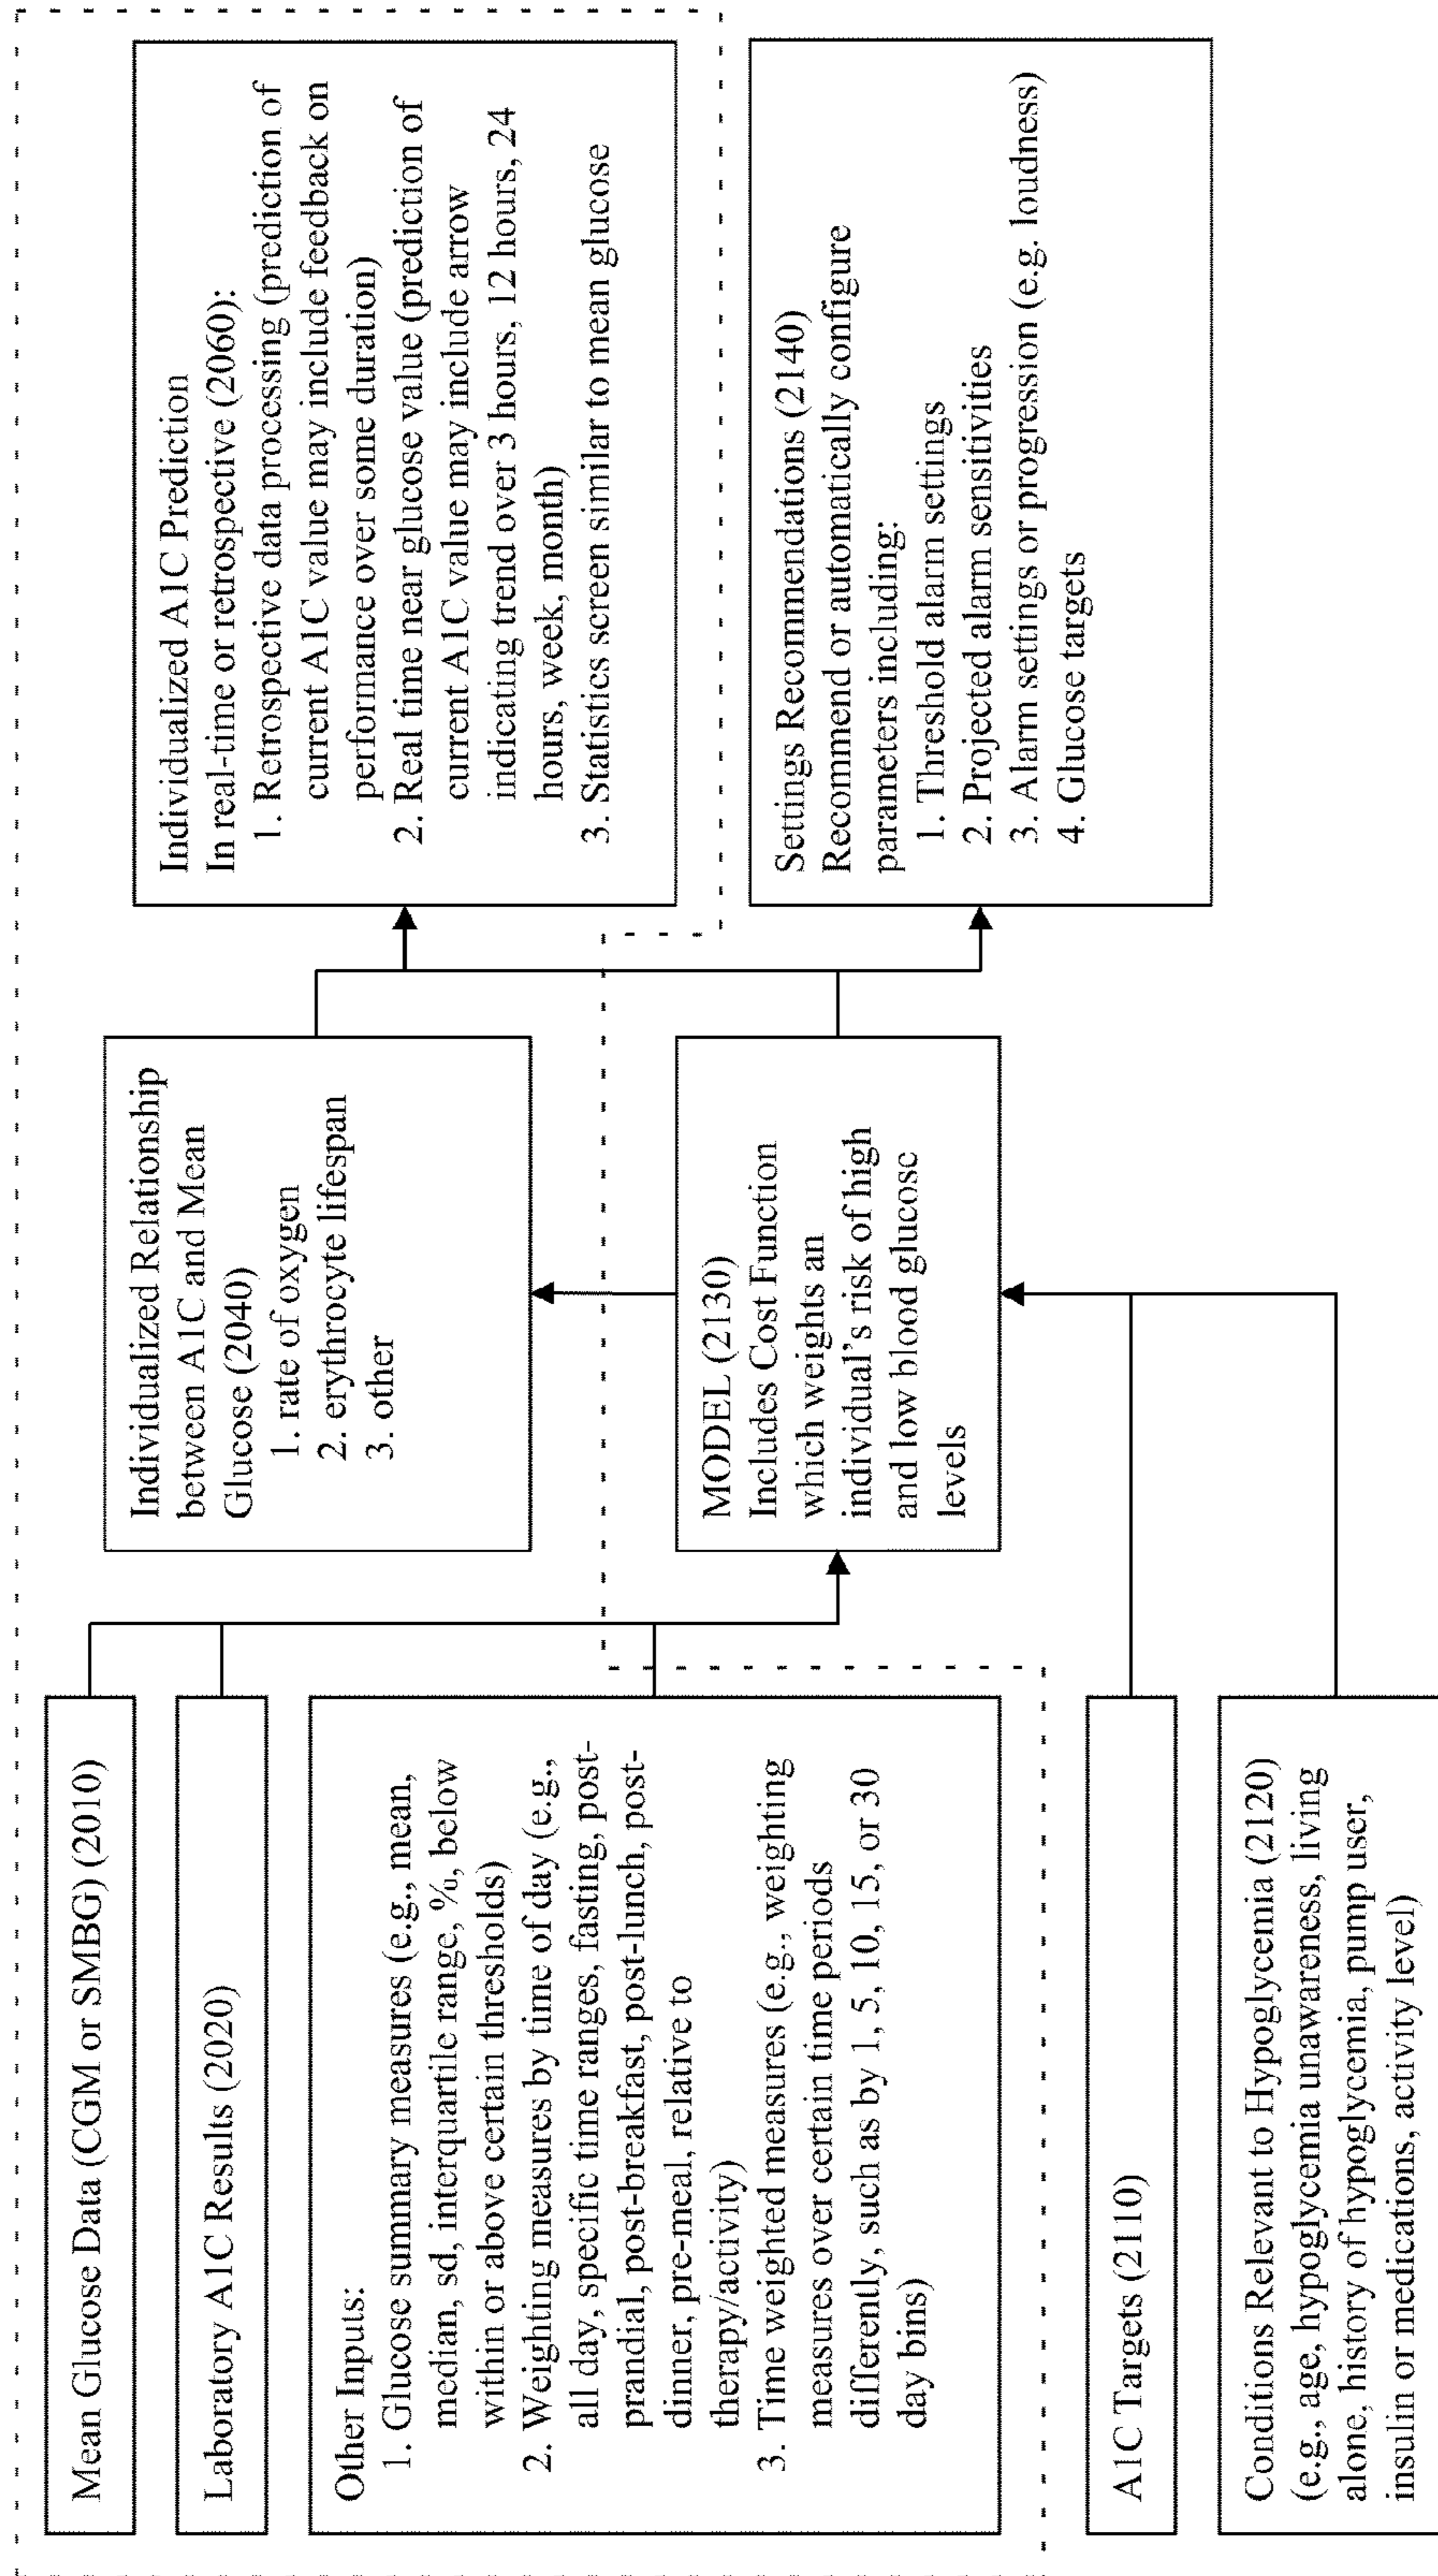 Mean Glucose Data (CGM or SMBG) (2010)
Laboratory A1C Results (2020)
Other Inputs:
1. Glucose summary measures (e.g., mean,
median, sd, interquartile range, %, below
within or above certain thresholds)
2. Weighting measures by time of day (e.g.,
all day, specific time ranges, fasting, post-
prandial, post-breakfast, post-lunch, post-
dinner, pre-meal, relative to
therapy/activity)
3. Time weighted measures (e.g., weighting
measures over certain time periods
differently, such as by 1, 5, 10, 15, or 30
day bins)
A1C Targets (2110)
Conditions Relevant to Hypoglycemia (2120)
(e.g., age, hypoglycemia unawareness, living
alone, history of hypoglycemia, pump user,
insulin or medications, activity level)
Individualized Relationship
between A1C and Mean
Glucose (2040)
1. rate of oxygen
2. erythrocyte lifespan
3. other
MODEL (2130)
Includes Cost Function
which weights an
individual's risk of high
and low blood glucose
levels
Individualized A1C Prediction
In real-time or retrospective (2060):
1. Retrospective data processing (prediction of
current A1C value may include feedback on
performance over some duration)
2. Real time near glucose value (prediction of
current A1C value may include arrow
indicating trend over 3 hours, 12 hours, 24
hours, week, month)
3. Statistics screen similar to mean glucose
Settings Recommendations (2140)
Recommend or automatically configure
parameters including:
1. Threshold alarm settings
2. Projected alarm sensitivities
3. Alarm settings or progression (e.g. loudness)
4. Glucose targets